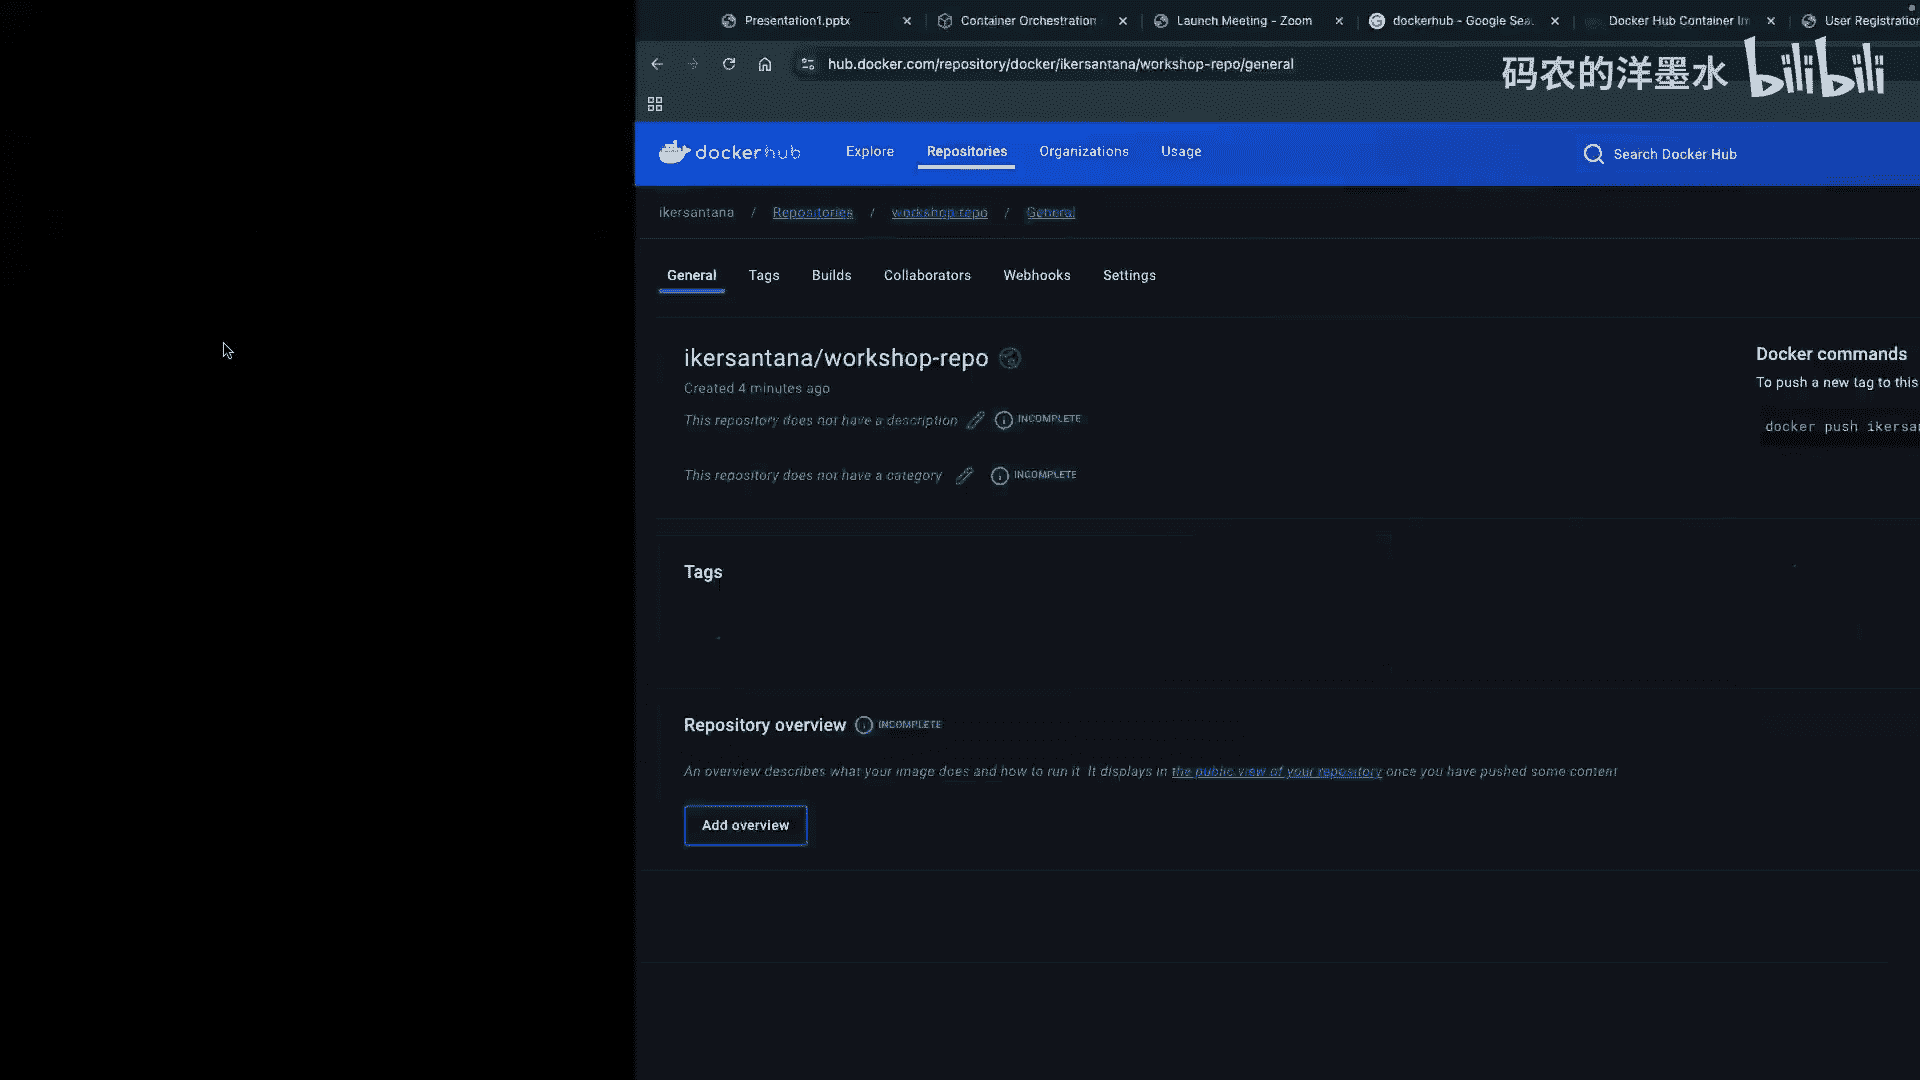 Presentation1.pptx
Container Orchestration
Launch Meeting - Zoom
dockerhub - Google Sea
Docker Hub Container Im
User Registration
hub.docker.com/repository/docker/ikersantana/workshop-repo/general
码农的洋墨水 bilibili
dockerhub
Explore
Repositories
Organizations
Usage
Search Docker Hub
ikersantana / Repositories / workshop-repo / General
General
Tags
Builds
Collaborators
Webhooks
Settings
ikersantana/workshop-repo
Created 4 minutes ago
This repository does not have a description INCOMPLETE
This repository does not have a category INCOMPLETE
Docker commands
To push a new tag to this
docker push ikersan
Tags
Repository overview INCOMPLETE
An overview describes what your image does and how to run it. It displays in the public view of your repository once you have pushed some content
Add overview